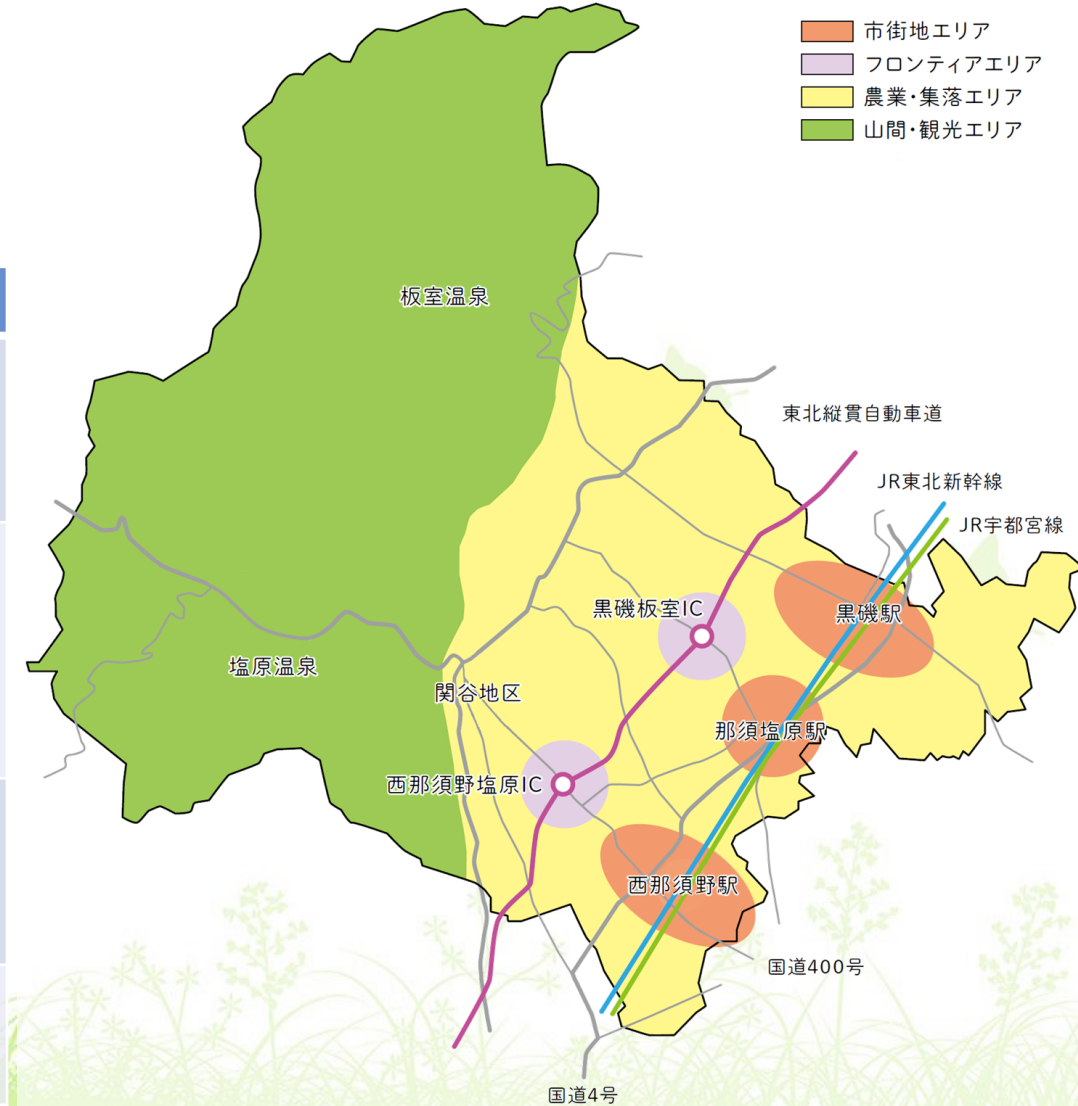 市街地エリア
フロンティアエリア
農業・集落エリア
山間・観光エリア
板室温泉
東北縦貫自動車道
JR東北新幹線
JR宇都宮線
黒磯板室IC
黒磯駅
塩原温泉
関谷地区
那須塩原駅
西那須野塩原IC
西那須野駅
国道400号
国道4号